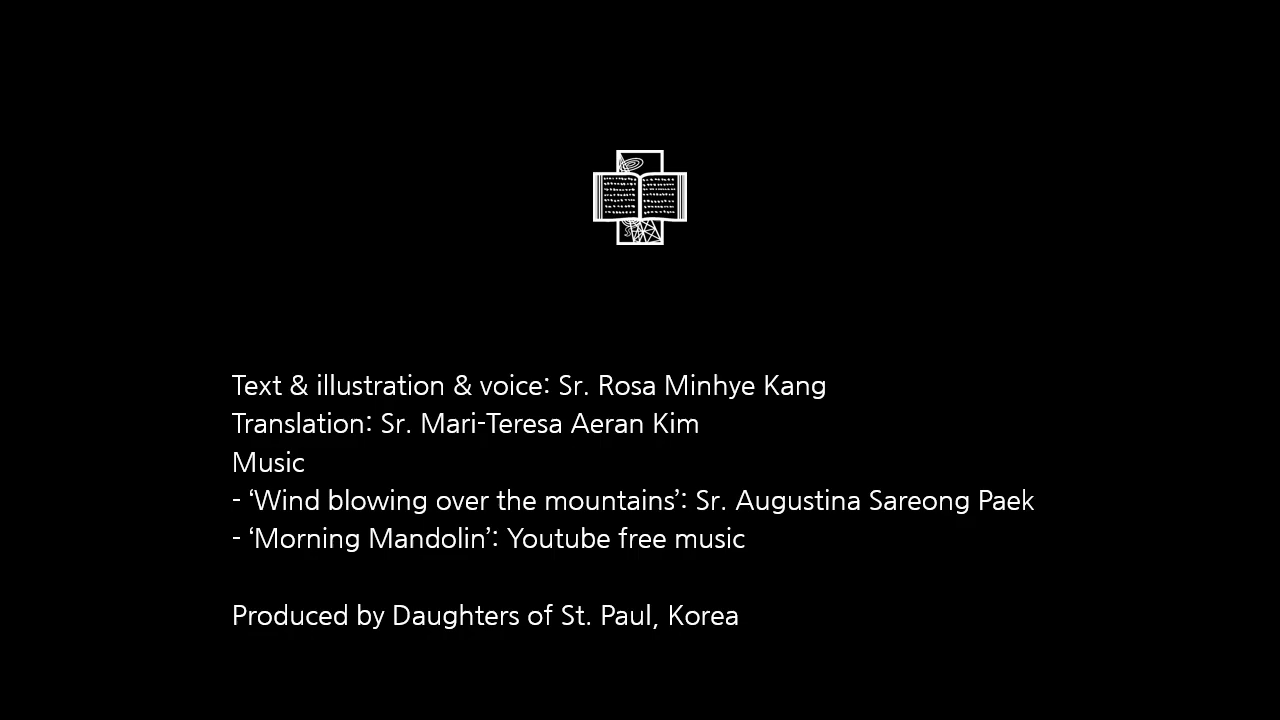 Text & illustration & voice: Sr. Rosa Minhye Kang
Translation: Sr. Mari-Teresa Aeran Kim
Music
- ‘Wind blowing over the mountains’: Sr. Augustina Sareong Paek
- ‘Morning Mandolin’: Youtube free music
Produced by Daughters of St. Paul, Korea